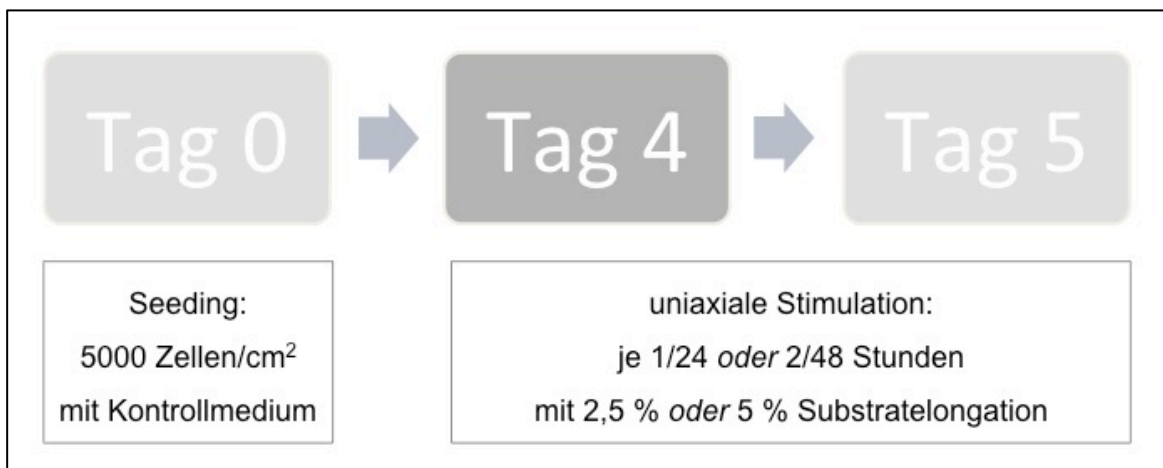 Tag 0
Tag 4
Tag 5
Seeding:
5000 Zellen/cm²
mit Kontrollmedium
uniaxiale Stimulation:
je 1/24 oder 2/48 Stunden
mit 2,5 % oder 5 % Substratelongation